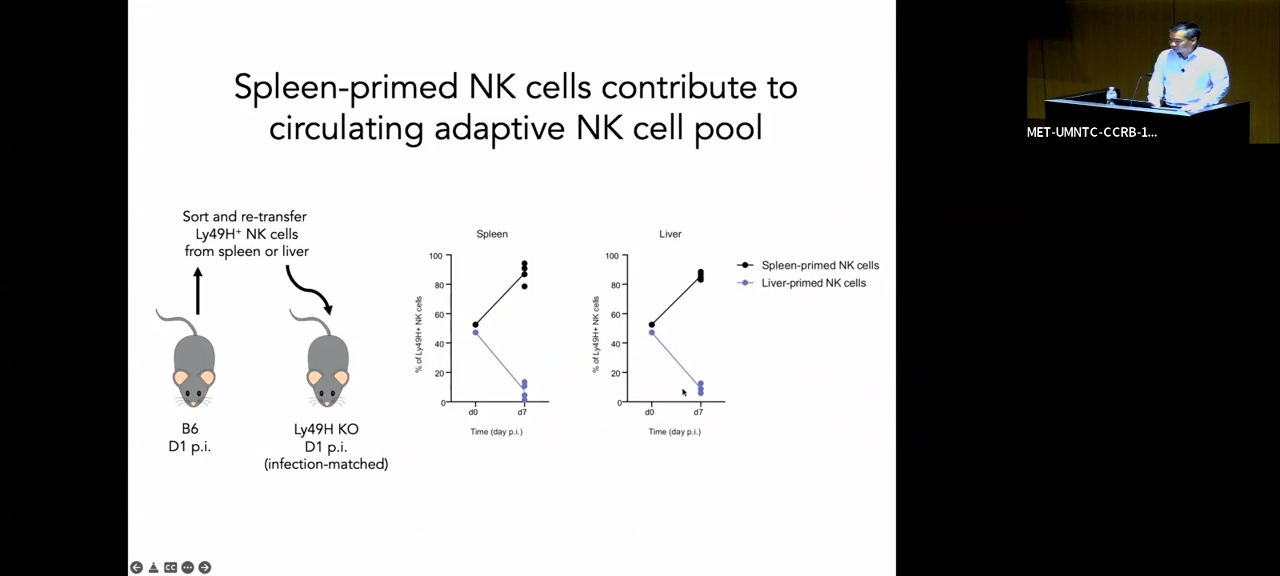 Spleen-primed NK cells contribute to
circulating adaptive NK cell pool
Sort and re-transfer
Ly49H⁺ NK cells
from spleen or liver
B6
D1 p.i.
Ly49H KO
D1 p.i.
(infection-matched)
Spleen
100
80
60
40
20
0
% of Ly49H+ NK cells
d0
d7
Time (day p.i.)
Liver
100
80
60
40
20
0
% of Ly49H+ NK cells
d0
d7
Time (day p.i.)
Spleen-primed NK cells
Liver-primed NK cells
CC
MET-UMNTC-CCRB-1...